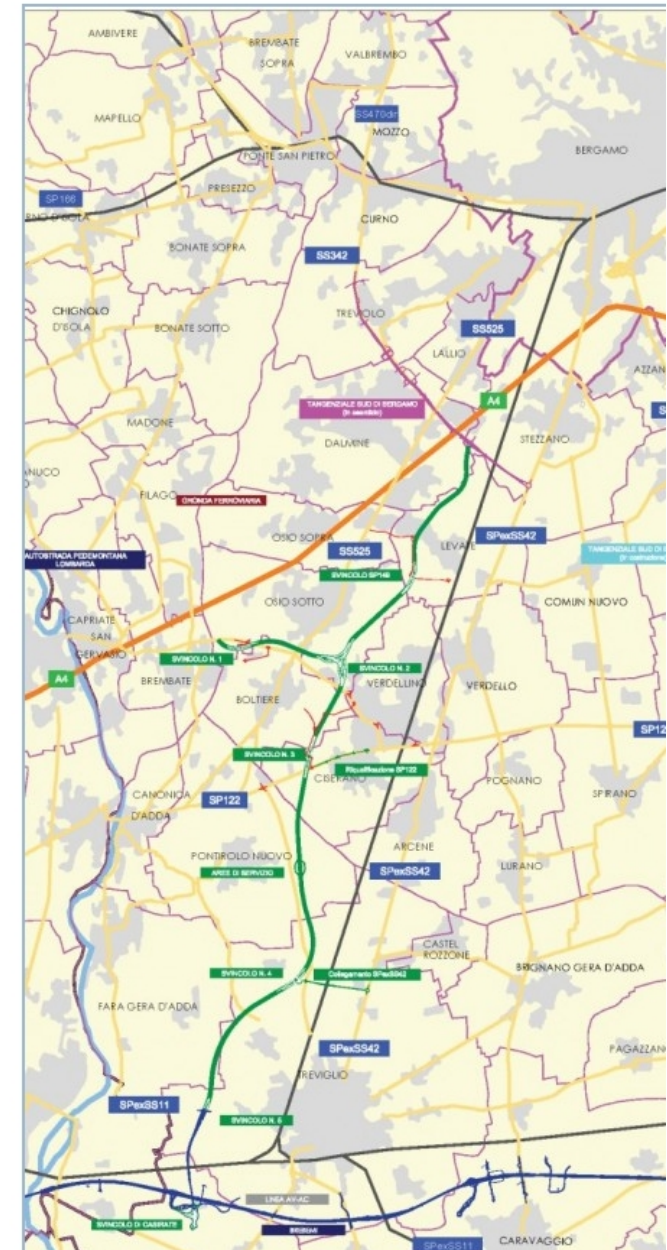 AMBIVERE
BREMBATE
SOPRA
VALBREMBO
MAPELLO
SS470dir
MOZZO
PONTE SAN PIETRO
BERGAMO
PRESEZZO
SP166
CURNO
BONATE SOPRA
SS342
CHIGNOLO
D'ISOLA
BONATE SOTTO
TREVIOLO
SS525
LALLIO
AZZAN
TANGENZIALE SUD DI BERGAMO
A4
MADONE
DALMINE
STEZZANO
FILAGO
GRONDA FERROVIARIA
OSIO SOPRA
SS525
LEVATE
SPexSS42
AUTOSTRADA PEDEMONTANA
LOMBARDA
SVINCOLO SP149
OSIO SOTTO
COMUN NUOVO
CAPRIATE
SAN
GERVASIO
A4
SVINCOLO N. 1
SVINCOLO N. 2
BREMBATE
BOLTIERE
VERDELLINO
VERDELLO
SVINCOLO N. 3
SP12
Riqualificazione SP122
CISERANO
CANONICA
D'ADDA
SP122
POGNANO
SPIRANO
ARCENE
PONTIROLO NUOVO
AREE DI SERVIZIO
SPexSS42
LURANO
CASTEL
ROZZONE
SVINCOLO N. 4
Collegamento SPexSS42
BRIGNANO GERA D'ADDA
FARA GERA D'ADDA
SPexSS42
PAGAZZAN
TREVIGLIO
SPexSS11
SVINCOLO N. 5
LINEA AV-AC
SVINCOLO DI CASIRATE
BREBEMI
SPexSS11
CARAVAGGIO